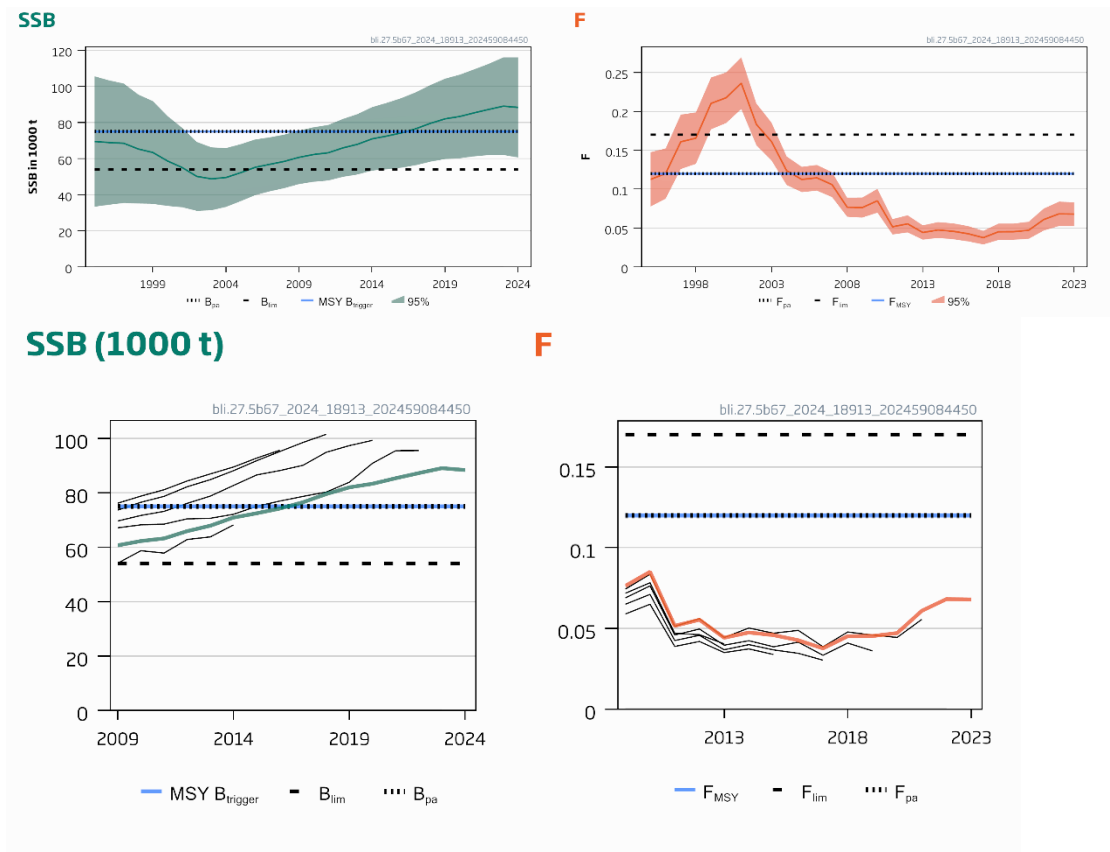 SSB
bli.27.5b67_2024_18913_202459084450
SSB in 1000 t
120
100
80
60
40
20
0
1999 2004 2009 2014 2019 2024
Bpa Blim MSY Btrigger 95%
F
bli.27.5b67_2024_18913_202459084450
F
0.25
0.2
0.15
0.1
0.05
0
1998 2003 2008 2013 2018 2023
Fpa Flim FMSY 95%
SSB (1000 t)
bli.27.5b67_2024_18913_202459084450
100
80
60
40
20
0
2009 2014 2019 2024
MSY Btrigger Blim Bpa
F
bli.27.5b67_2024_18913_202459084450
0.15
0.1
0.05
0
2013 2018 2023
FMSY Flim Fpa